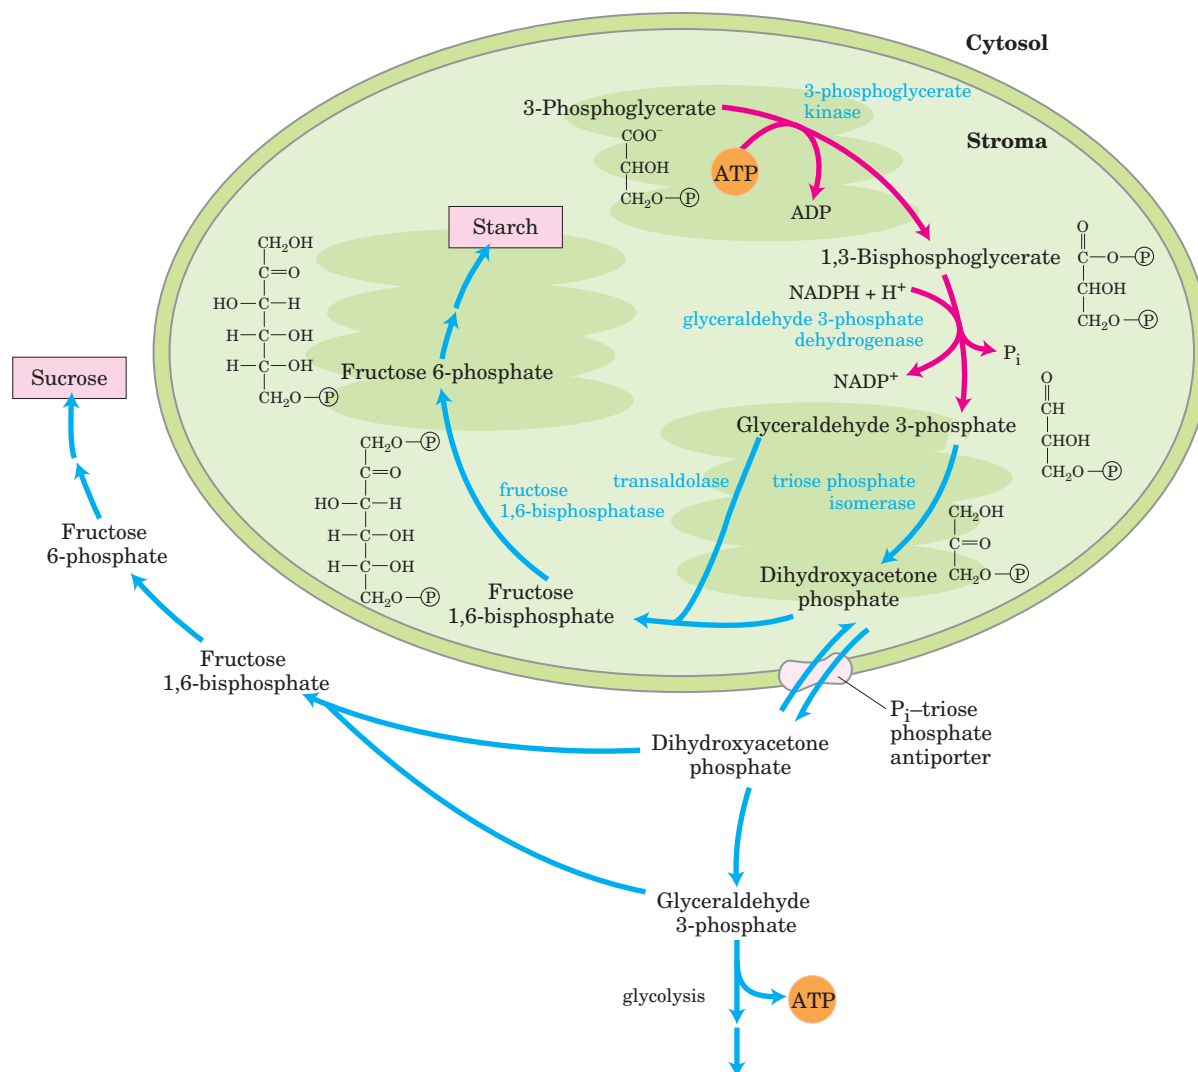 Cytosol
3-Phosphoglycerate
3-phosphoglycerate
kinase
Stroma
COO⁻
CHOH
CH₂O—Ⓟ
ATP
ADP
Starch
1,3-Bisphosphoglycerate
O
C—O—Ⓟ
CHOH
CH₂O—Ⓟ
NADPH + H⁺
glyceraldehyde 3-phosphate
dehydrogenase
Pᵢ
NADP⁺
CH₂OH
C=O
HO—C—H
H—C—OH
H—C—OH
CH₂O—Ⓟ
Sucrose
Fructose 6-phosphate
Glyceraldehyde 3-phosphate
O
CH
CHOH
CH₂O—Ⓟ
CH₂O—Ⓟ
C=O
HO—C—H
H—C—OH
H—C—OH
CH₂O—Ⓟ
fructose
1,6-bisphosphatase
transaldolase
triose phosphate
isomerase
CH₂OH
C=O
CH₂O—Ⓟ
Fructose
6-phosphate
Fructose
1,6-bisphosphate
Dihydroxyacetone
phosphate
Fructose
1,6-bisphosphate
Pᵢ–triose
phosphate
antiporter
Dihydroxyacetone
phosphate
Glyceraldehyde
3-phosphate
glycolysis
ATP